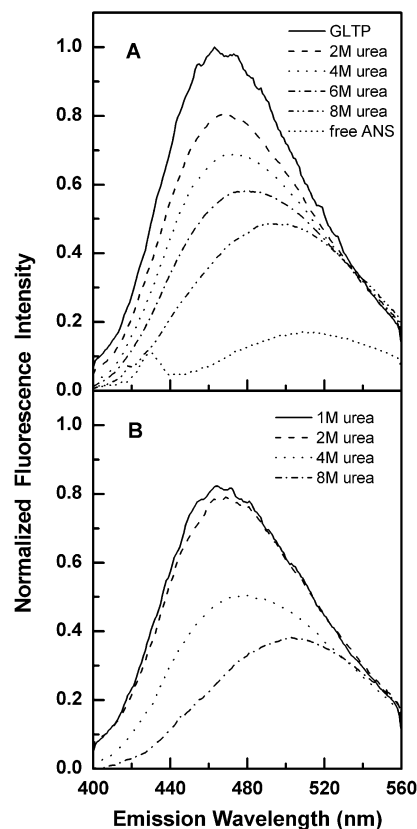 A
GLTP
2M urea
4M urea
6M urea
8M urea
free ANS
1.0
0.8
0.6
0.4
0.2
0.0
B
1M urea
2M urea
4M urea
8M urea
1.0
0.8
0.6
0.4
0.2
0.0
400
440
480
520
560
Normalized Fluorescence Intensity
Emission Wavelength (nm)